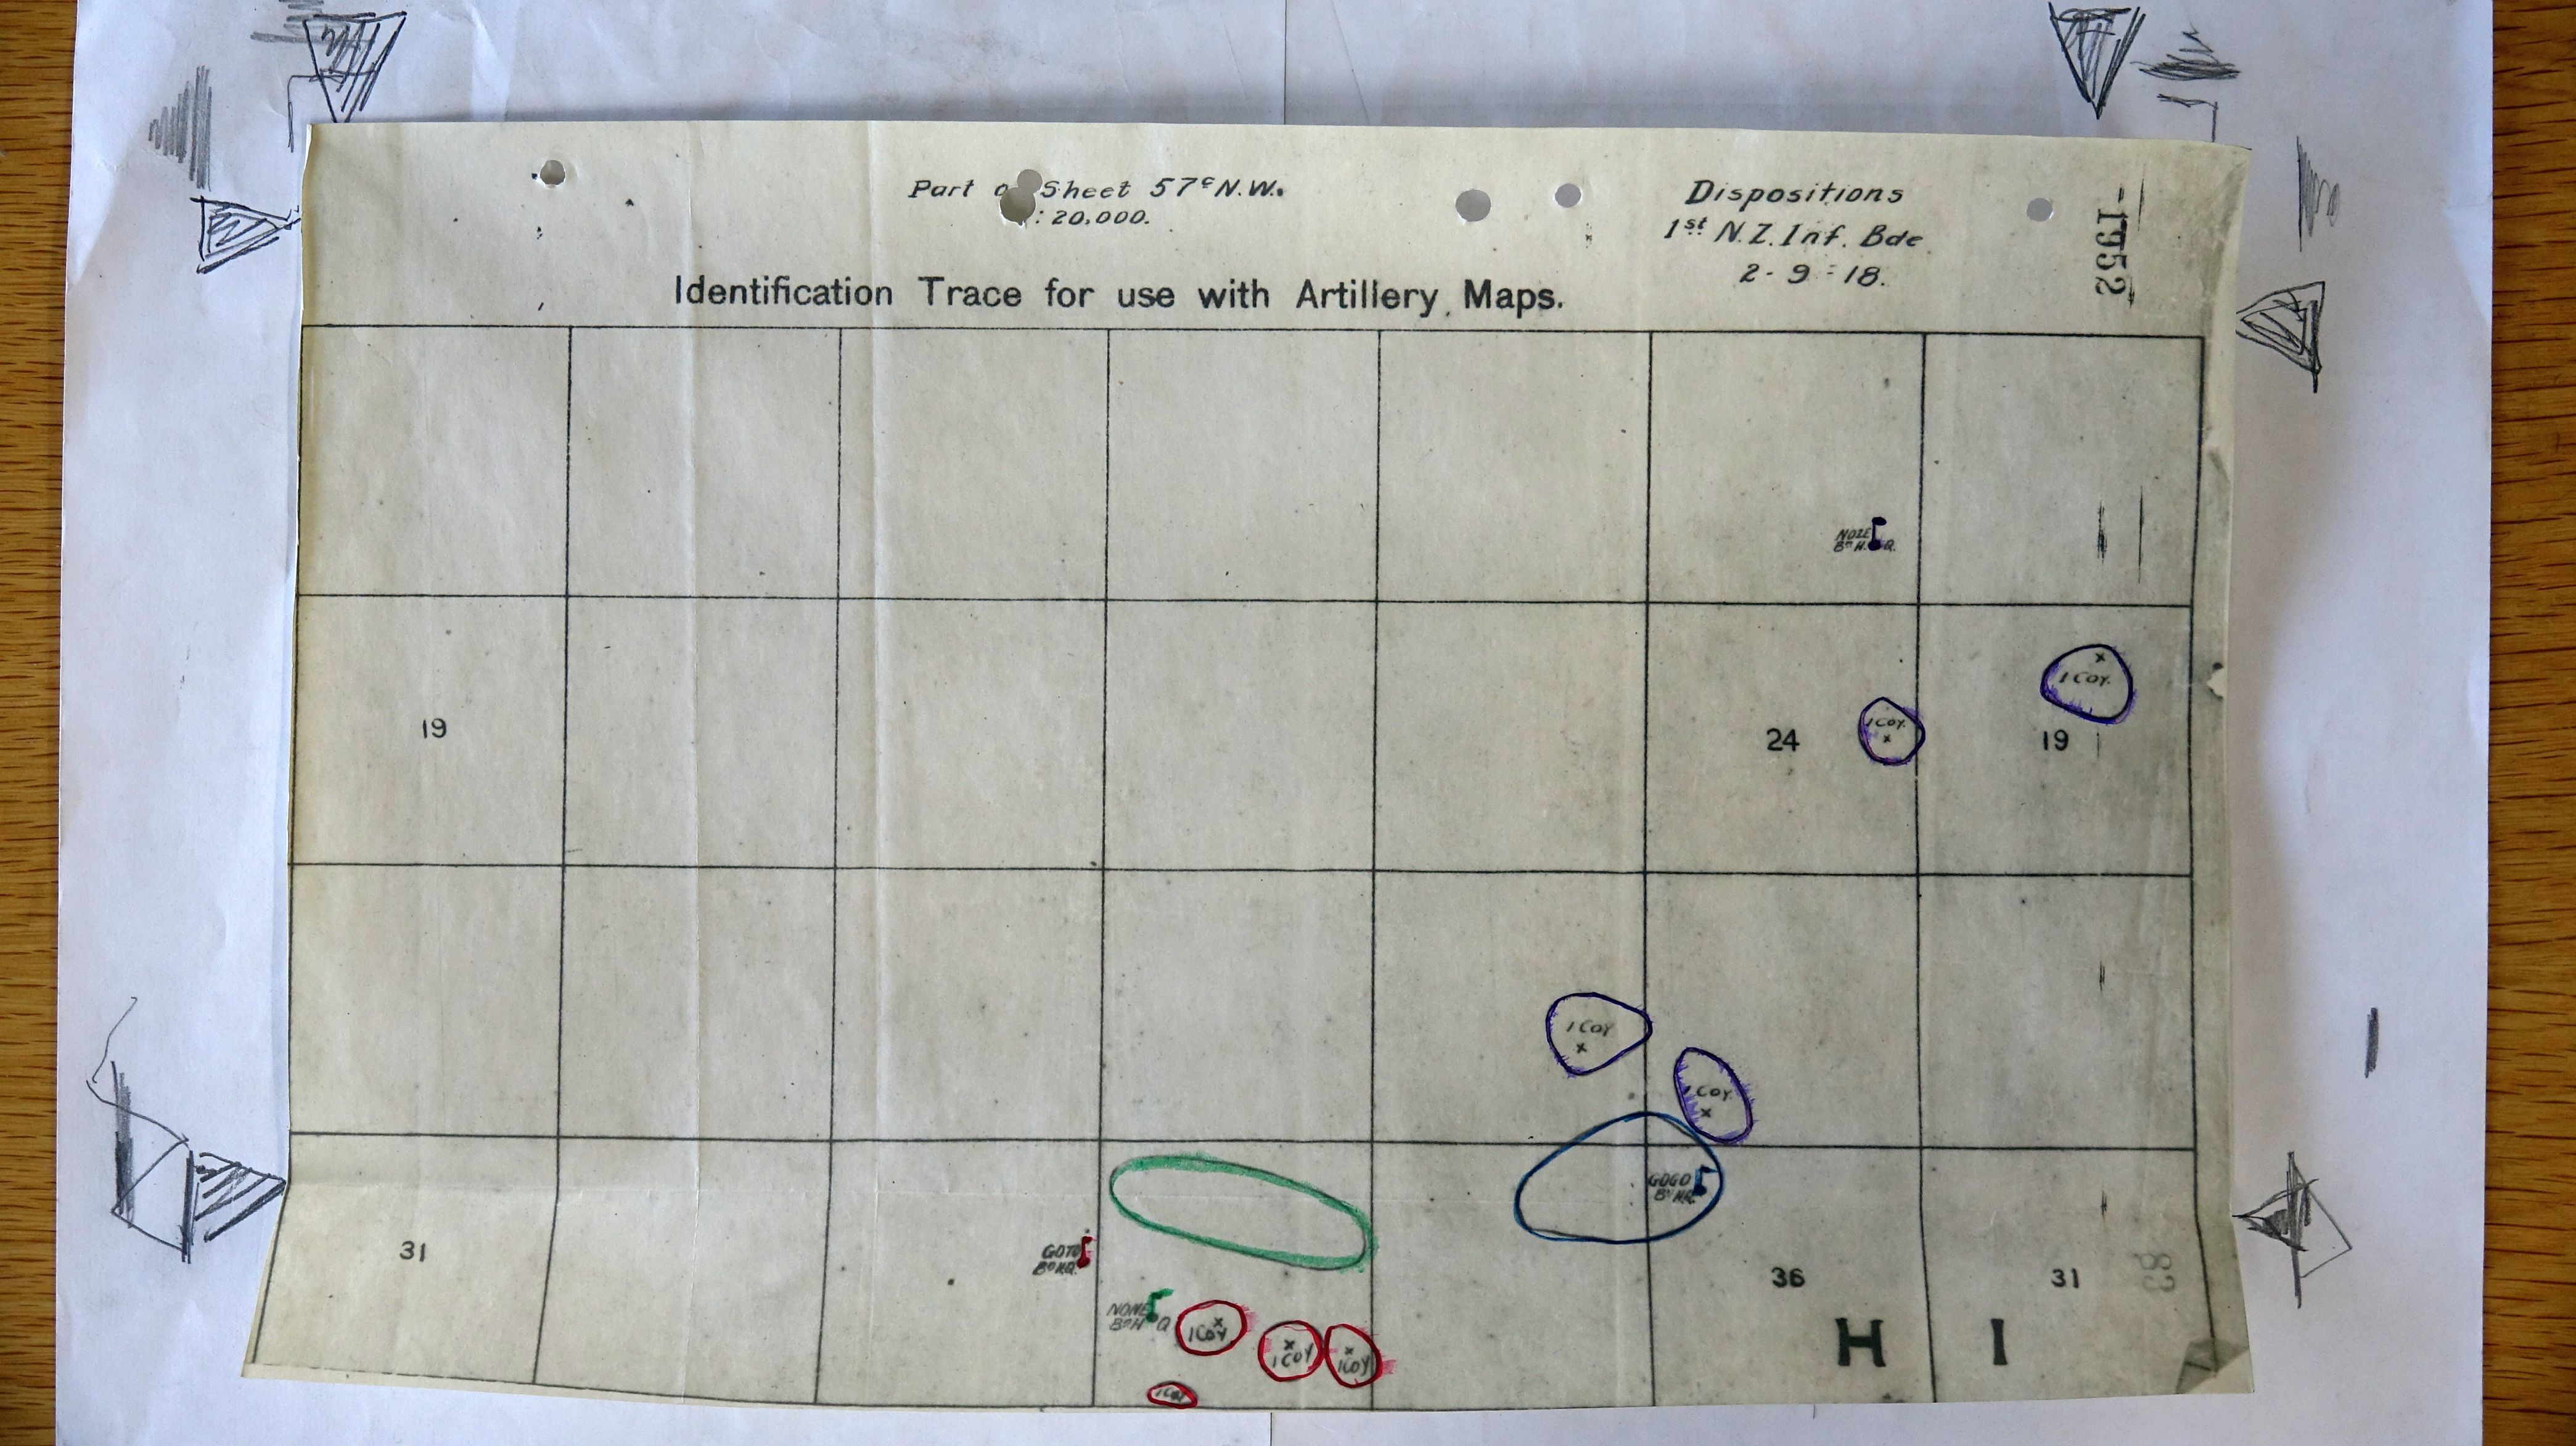 Part o Sheet 57c N.W.
: 20,000.
Dispositions
1st N.Z. Inf. Bde
2-9-18.
-1952
Identification Trace for use with Artillery Maps.
NOZE
Bn H.Q.
1 Coy.
1 Coy.
19
24
19
1 Coy
1 Coy.
GOGO
Bn HQ.
GOTO
Bn HQ.
31
36
31
83
NONE
Bn H Q
1 Coy
1 Coy
1 Coy
1 Coy
H I